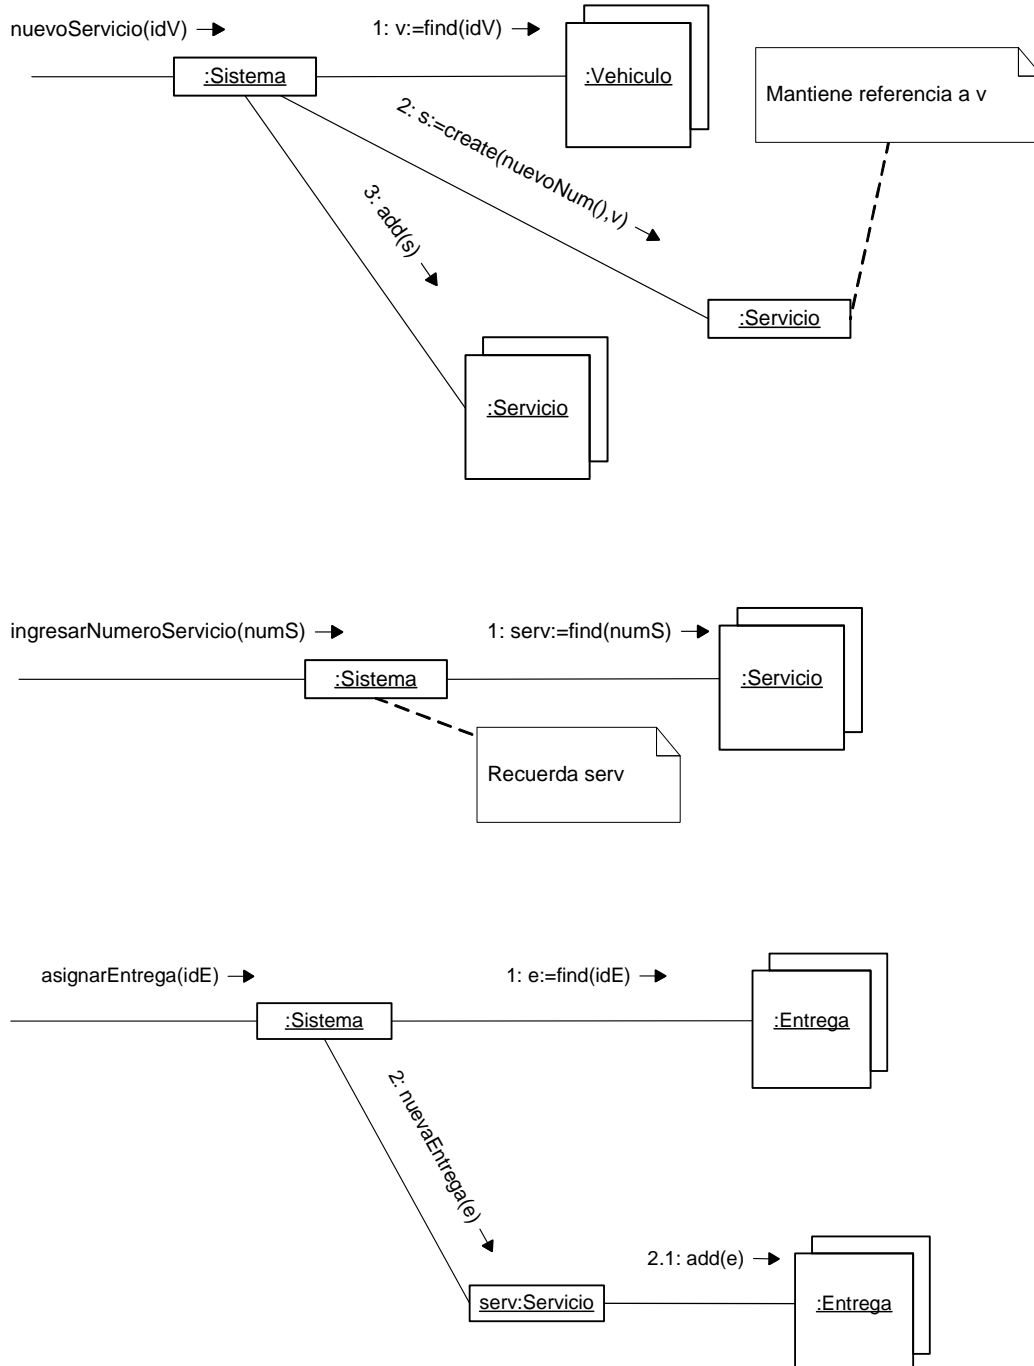 nuevoServicio(idV)
1: v:=find(idV)
:Sistema
:Vehiculo
Mantiene referencia a v
2: s:=create(nuevoNum(),v)
3: add(s)
:Servicio
:Servicio
ingresarNumeroServicio(numS)
1: serv:=find(numS)
:Sistema
:Servicio
Recuerda serv
asignarEntrega(idE)
1: e:=find(idE)
:Sistema
:Entrega
2: nuevaEntrega(e)
2.1: add(e)
serv:Servicio
:Entrega